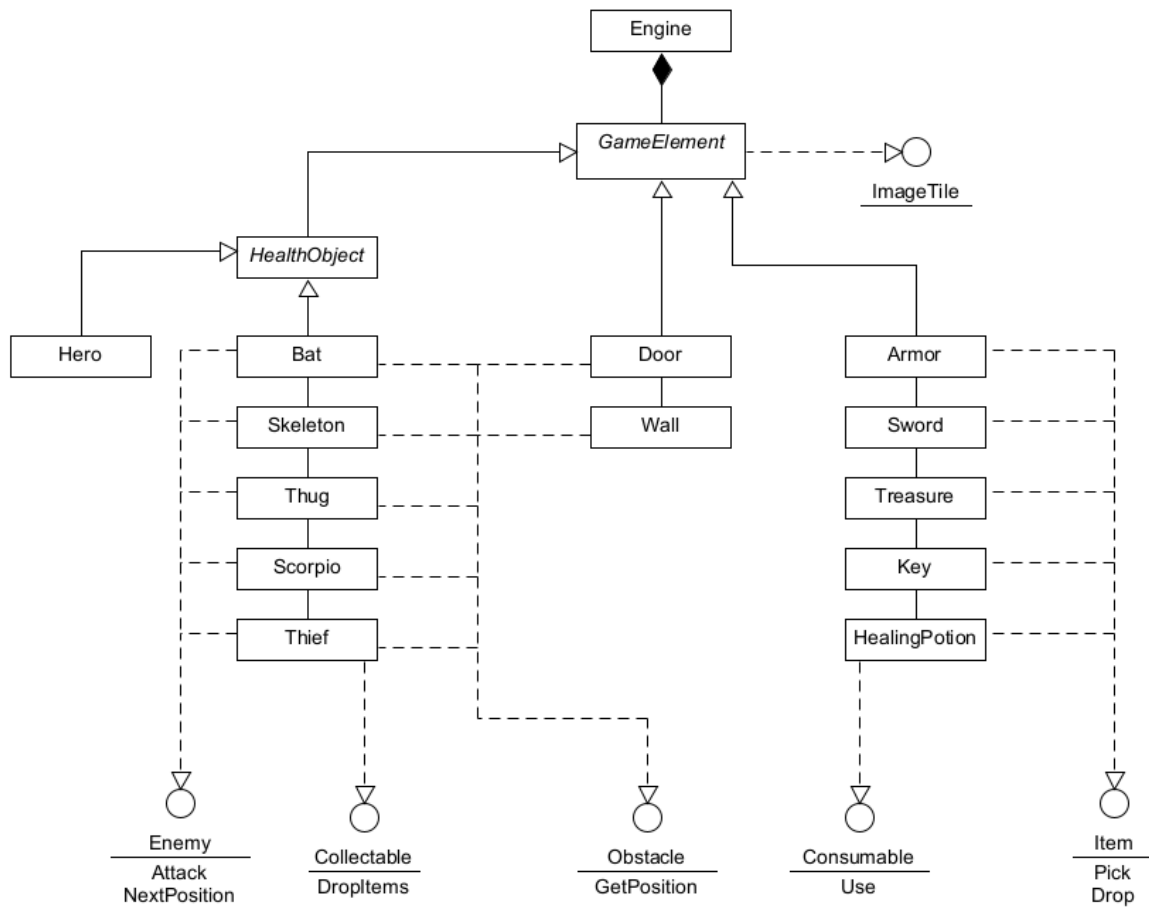 Engine
GameElement
ImageTile
HealthObject
Hero
Bat
Door
Armor
Skeleton
Wall
Sword
Thug
Treasure
Scorpio
Key
Thief
HealingPotion
Enemy
Attack
NextPosition
Collectable
DropItems
Obstacle
GetPosition
Consumable
Use
Item
Pick
Drop